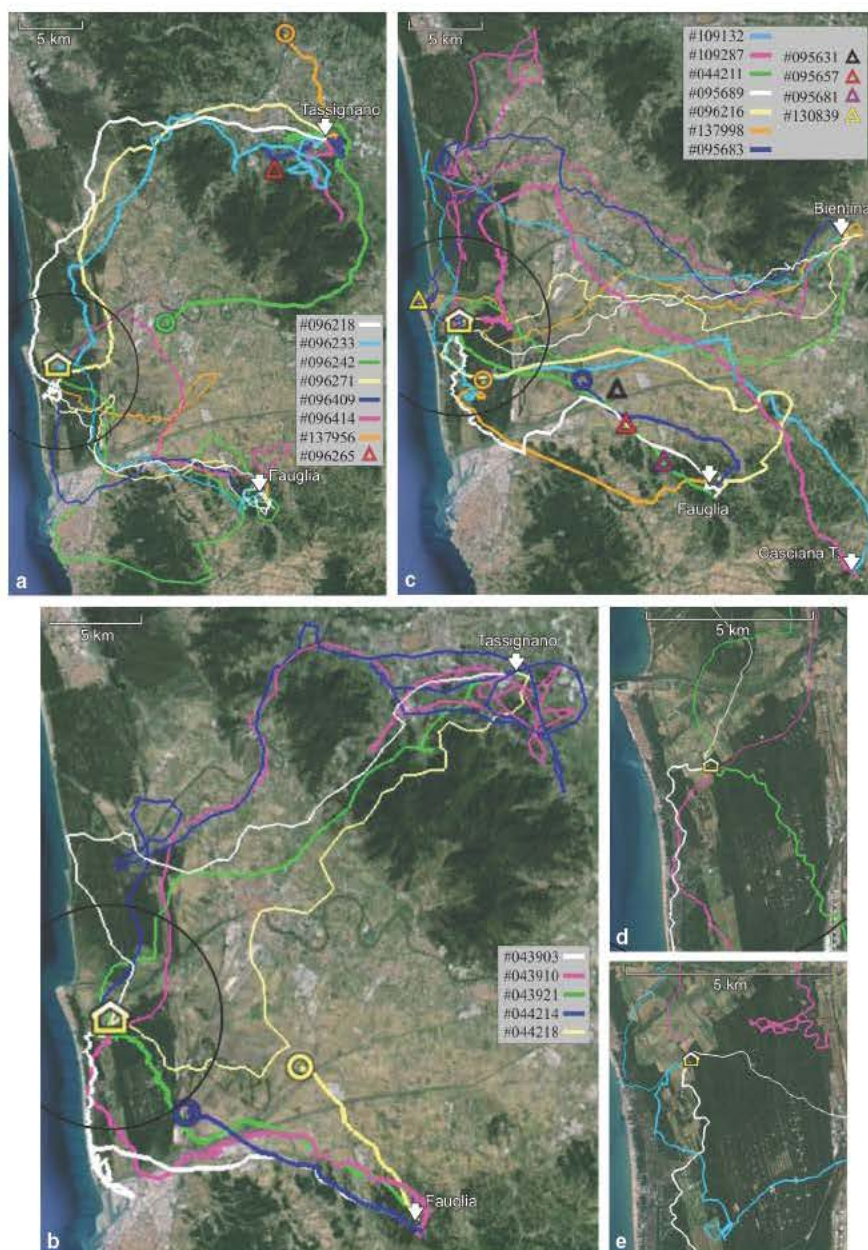 5 km
Tassignano
#096218
#096233
#096242
#096271
#096409
#096414
#137956
#096265
Fauglia
a
5 km
#109132
#109287
#044211
#095689
#096216
#137998
#095683
#095631
#095657
#095681
#130839
Bientina
Fauglia
Casciana T.
c
5 km
Tassignano
#043903
#043910
#043921
#044214
#044218
Fauglia
b
5 km
d
5 km
e